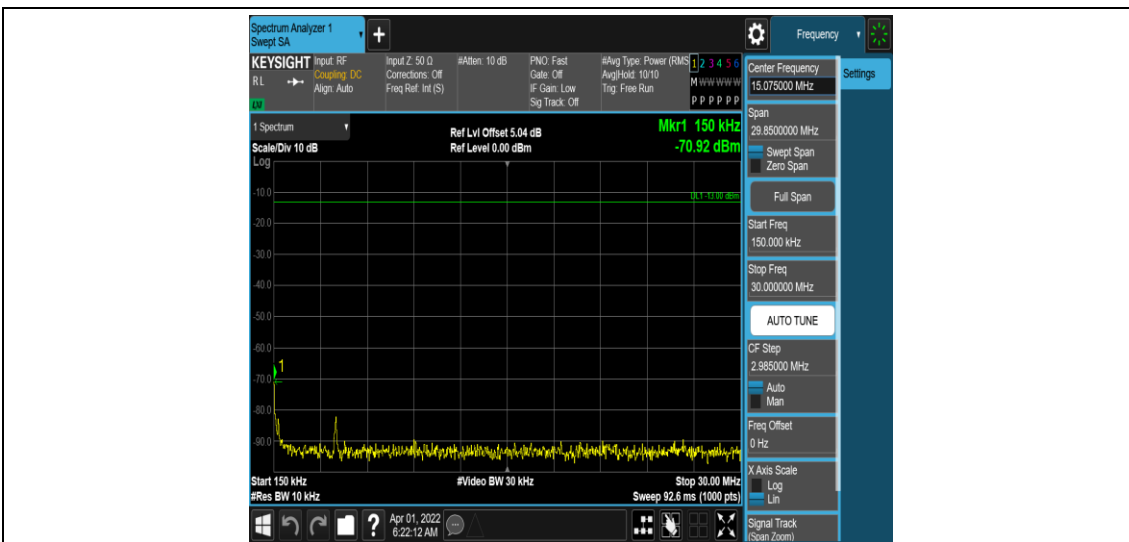 Spectrum Analyzer 1
Swept SA
+
Frequency
KEYSIGHT
RL
LXI
Input: RF
Coupling: DC
Align: Auto
Input Z: 50 Ω
Corrections: Off
Freq Ref: Int (S)
#Atten: 10 dB
PNO: Fast
Gate: Off
IF Gain: Low
Sig Track: Off
#Avg Type: Power (RMS
Avg|Hold: 10/10
Trig: Free Run
1 2 3 4 5 6
M W W W W W
P P P P P P
1 Spectrum
Scale/Div 10 dB
Log
Ref Lvl Offset 5.04 dB
Ref Level 0.00 dBm
Mkr1 150 kHz
-70.92 dBm
DL1 -13.00 dBm
-10.0
-20.0
-30.0
-40.0
-50.0
-60.0
-70.0
-80.0
-90.0
1
Start 150 kHz
#Res BW 10 kHz
#Video BW 30 kHz
Stop 30.00 MHz
Sweep 92.6 ms (1000 pts)
?
Apr 01, 2022
6:22:12 AM
Center Frequency
15.075000 MHz
Settings
Span
29.8500000 MHz
Swept Span
Zero Span
Full Span
Start Freq
150.000 kHz
Stop Freq
30.000000 MHz
AUTO TUNE
CF Step
2.985000 MHz
Auto
Man
Freq Offset
0 Hz
X Axis Scale
Log
Lin
Signal Track
(Span Zoom)